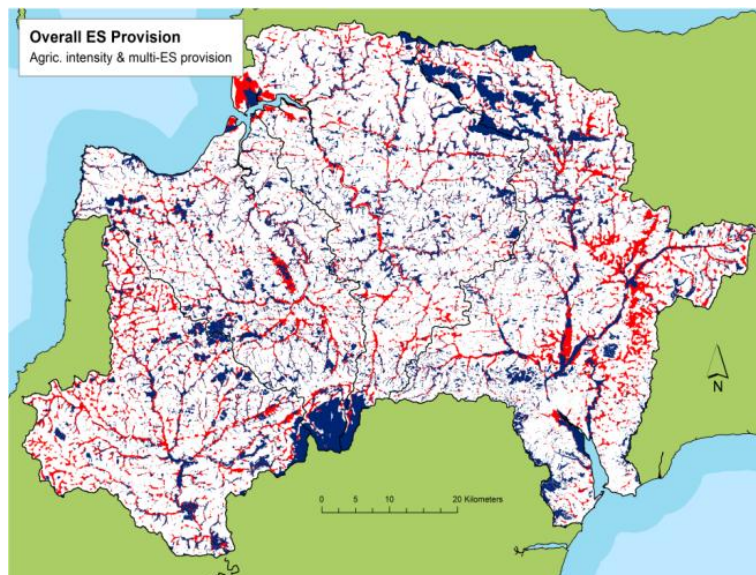 Overall ES Provision
Agric. intensity & multi-ES provision
N
0 5 10 20 Kilometers